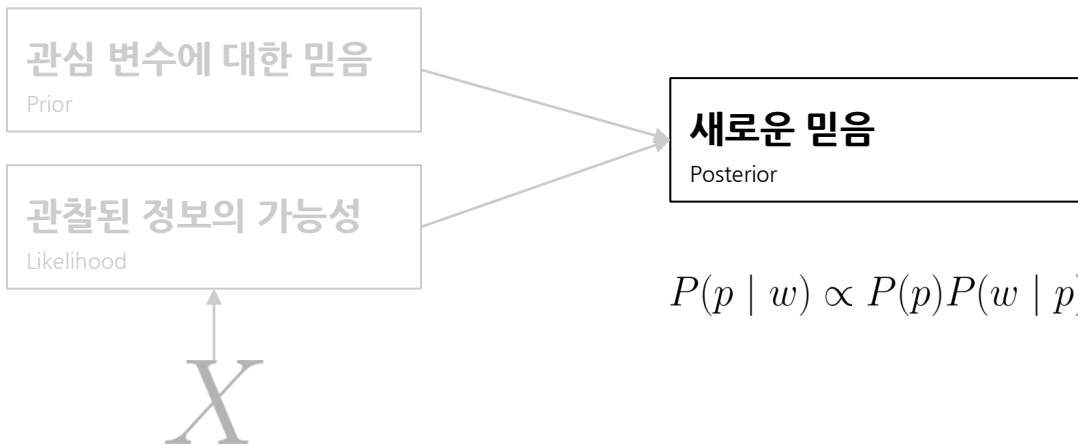 관심 변수에 대한 믿음
Prior
관찰된 정보의 가능성
Likelihood
X
새로운 믿음
Posterior
P(p | w) ∝ P(p)P(w | p)